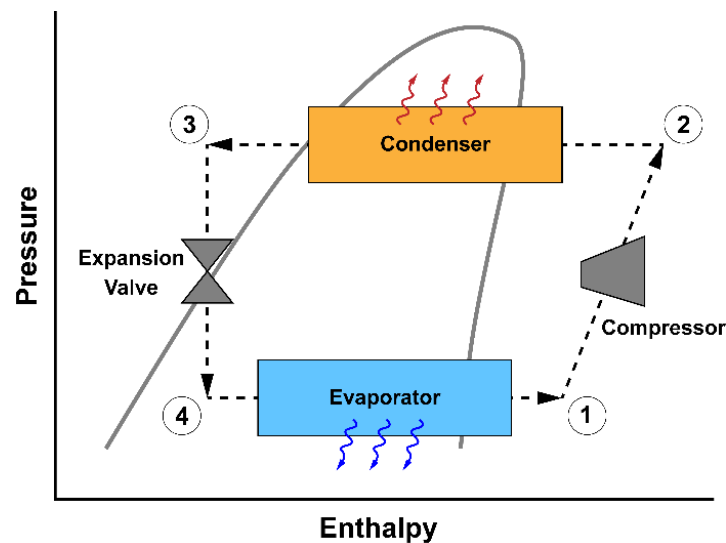 3
Condenser
2
Pressure
Expansion
Valve
Compressor
4
Evaporator
1
Enthalpy